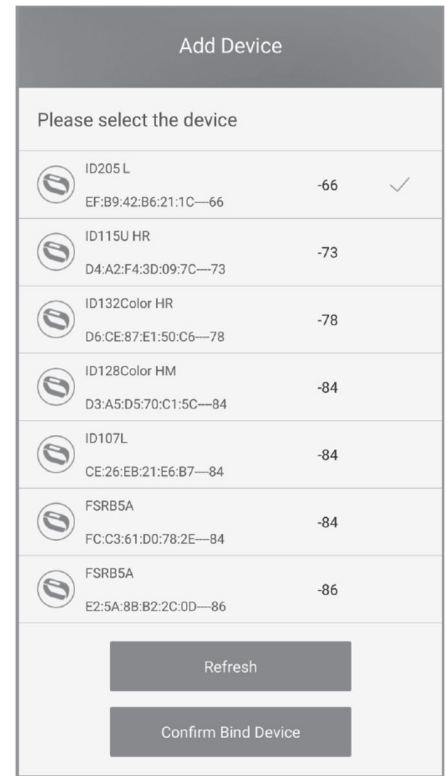 Add Device
Please select the device
ID205 L
EF:B9:42:B6:21:1C----66
-66
ID115U HR
D4:A2:F4:3D:09:7C----73
-73
ID132Color HR
D6:CE:87:E1:50:C6----78
-78
ID128Color HM
D3:A5:D5:70:C1:5C----84
-84
ID107L
CE:26:EB:21:E6:B7----84
-84
FSRB5A
FC:C3:61:D0:78:2E----84
-84
FSRB5A
E2:5A:8B:B2:2C:0D----86
-86
Refresh
Confirm Bind Device